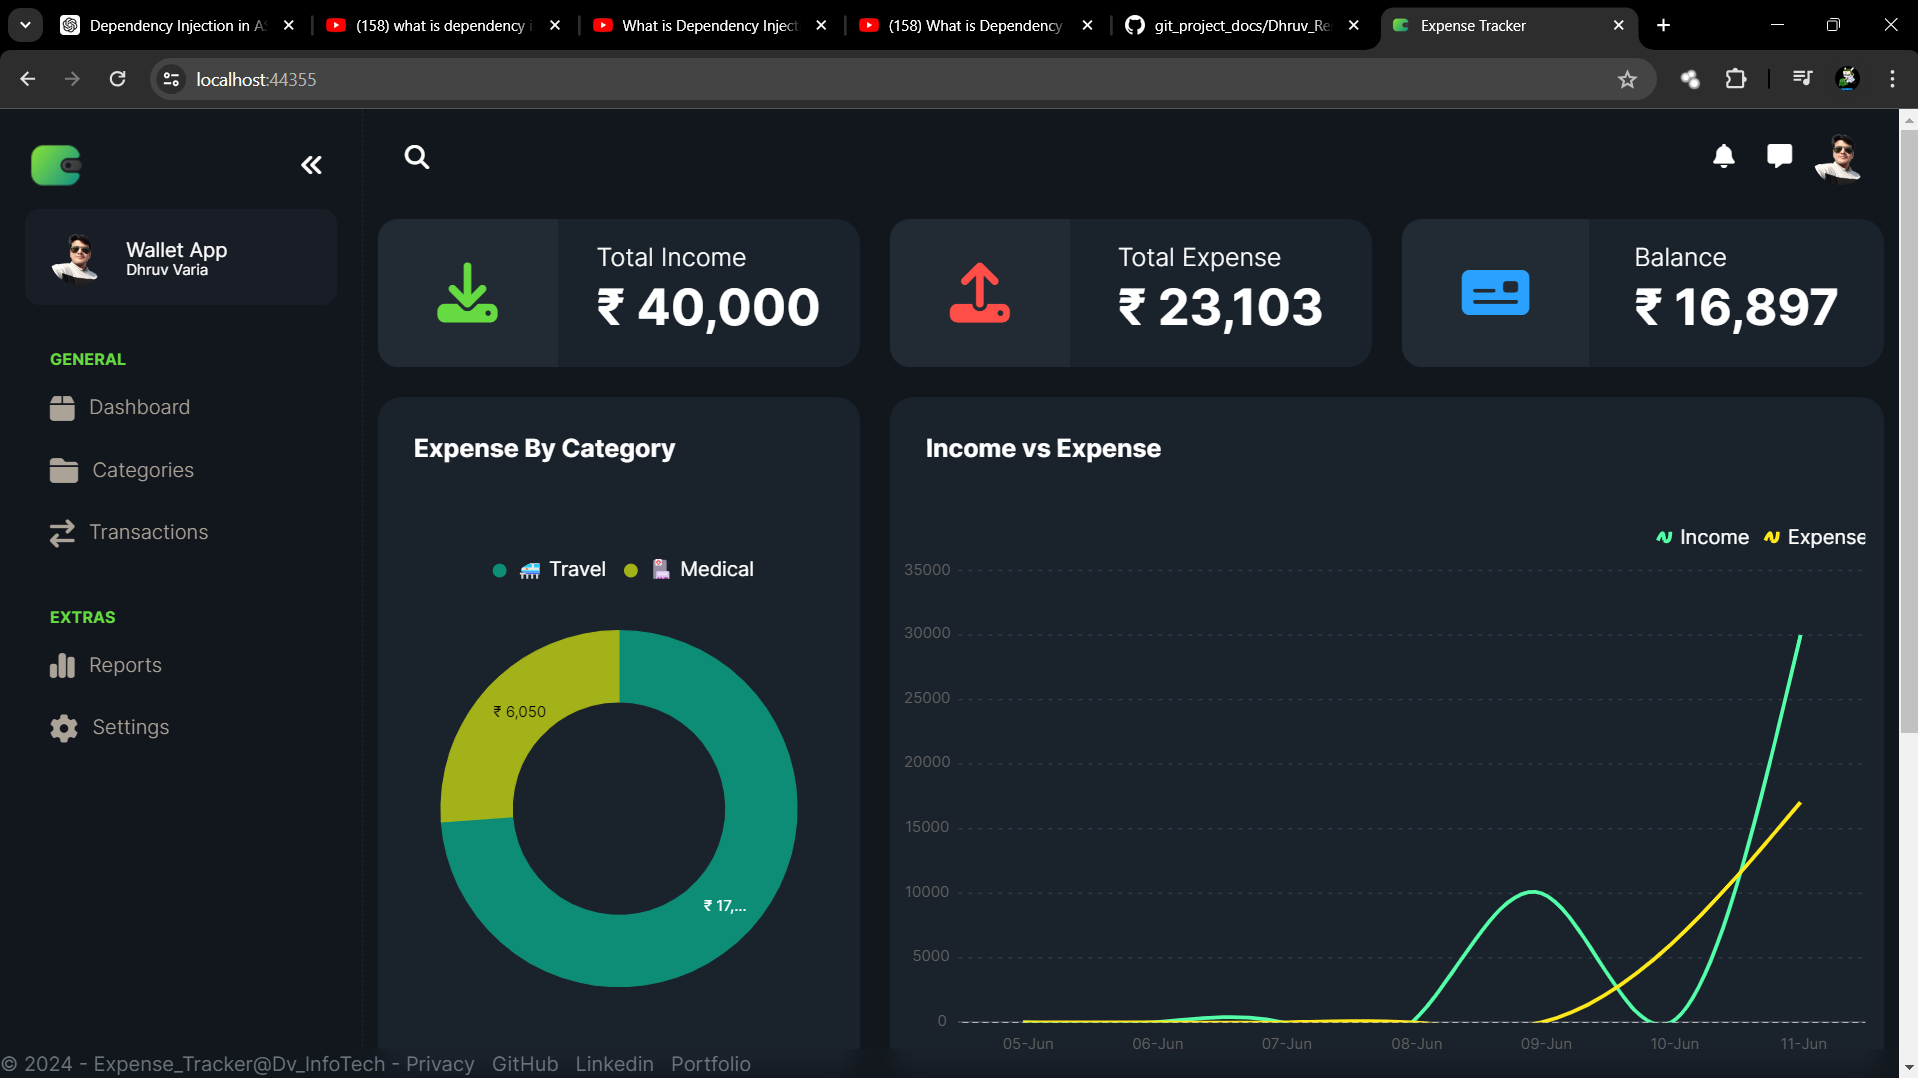 Dependency Injection in AS
(158) what is dependency i
What is Dependency Inject
(158) What is Dependency
git_project_docs/Dhruv_Re
Expense Tracker
localhost:44355
Wallet App
Dhruv Varia
GENERAL
Dashboard
Categories
Transactions
EXTRAS
Reports
Settings
Total Income
₹ 40,000
Total Expense
₹ 23,103
Balance
₹ 16,897
Expense By Category
Travel Medical
₹ 6,050
₹ 17,...
Income vs Expense
Income Expense
35000
30000
25000
20000
15000
10000
5000
0
05-Jun 06-Jun 07-Jun 08-Jun 09-Jun 10-Jun 11-Jun
© 2024 - Expense_Tracker@Dv_InfoTech - Privacy GitHub Linkedin Portfolio